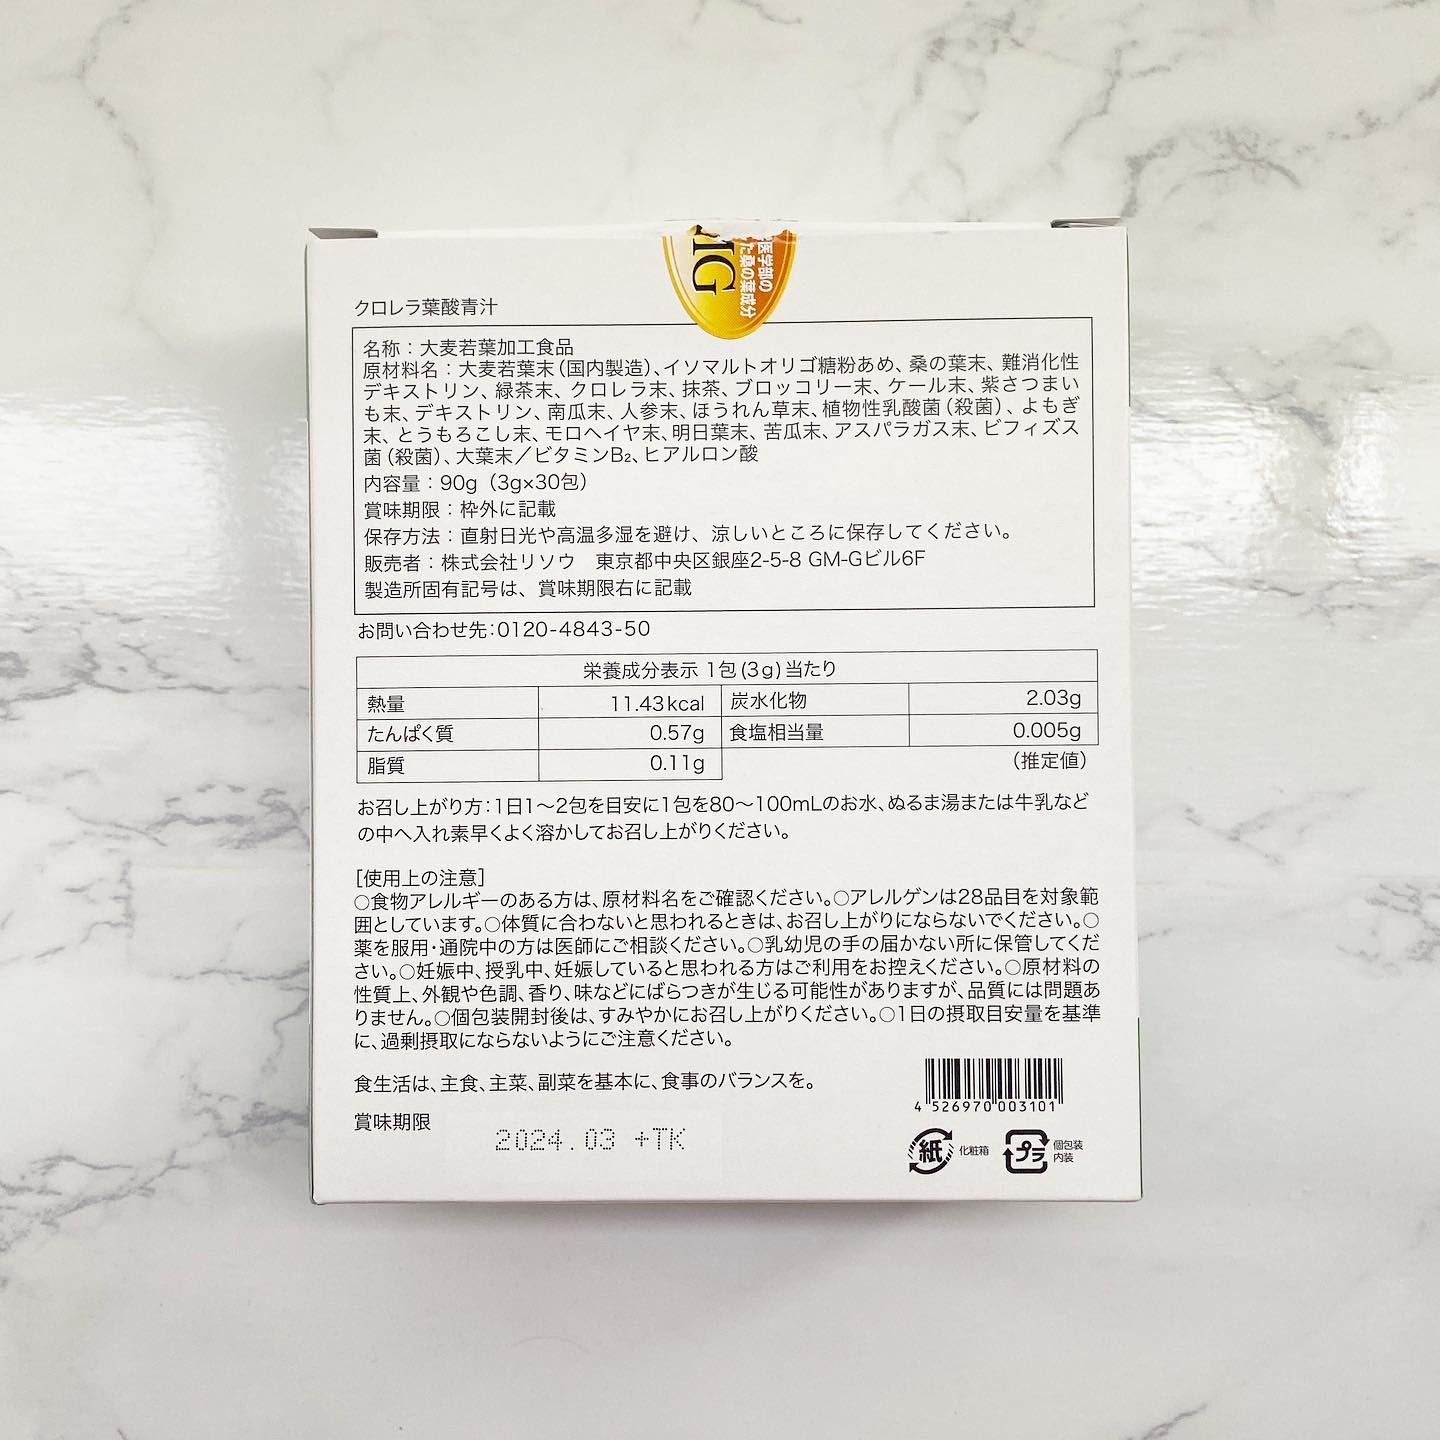 医学部の
た桑の葉成分
MG
クロレラ葉酸青汁
名称：大麦若葉加工食品
原材料名：大麦若葉末（国内製造）、イソマルトオリゴ糖粉あめ、桑の葉末、難消化性
デキストリン、緑茶末、クロレラ末、抹茶、ブロッコリー末、ケール末、紫さつまい
も末、デキストリン、南瓜末、人参末、ほうれん草末、植物性乳酸菌（殺菌）、よもぎ
末、とうもろこし末、モロヘイヤ末、明日葉末、苦瓜末、アスパラガス末、ビフィズス
菌（殺菌）、大葉末／ビタミンB₂、ヒアルロン酸
内容量：90g（3g×30包）
賞味期限：枠外に記載
保存方法：直射日光や高温多湿を避け、涼しいところに保存してください。
販売者：株式会社リソウ　東京都中央区銀座2-5-8 GM-Gビル6F
製造所固有記号は、賞味期限右に記載
お問い合わせ先：0120-4843-50
栄養成分表示 1包(3g)当たり
熱量 11.43kcal 炭水化物 2.03g
たんぱく質 0.57g 食塩相当量 0.005g
脂質 0.11g （推定値）
お召し上がり方：1日1〜2包を目安に1包を80〜100mLのお水、ぬるま湯または牛乳など
の中へ入れ素早くよく溶かしてお召し上がりください。
［使用上の注意］
○食物アレルギーのある方は、原材料名をご確認ください。○アレルゲンは28品目を対象範
囲としています。○体質に合わないと思われるときは、お召し上がりにならないでください。○
薬を服用・通院中の方は医師にご相談ください。○乳幼児の手の届かない所に保管してくだ
さい。○妊娠中、授乳中、妊娠していると思われる方はご利用をお控えください。○原材料の
性質上、外観や色調、香り、味などにばらつきが生じる可能性がありますが、品質には問題あ
りません。○個包装開封後は、すみやかにお召し上がりください。○1日の摂取目安量を基準
に、過剰摂取にならないようにご注意ください。
食生活は、主食、主菜、副菜を基本に、食事のバランスを。
賞味期限
2024.03 +TK
4 526970 003101
紙 化粧箱
プラ 個包装
内装